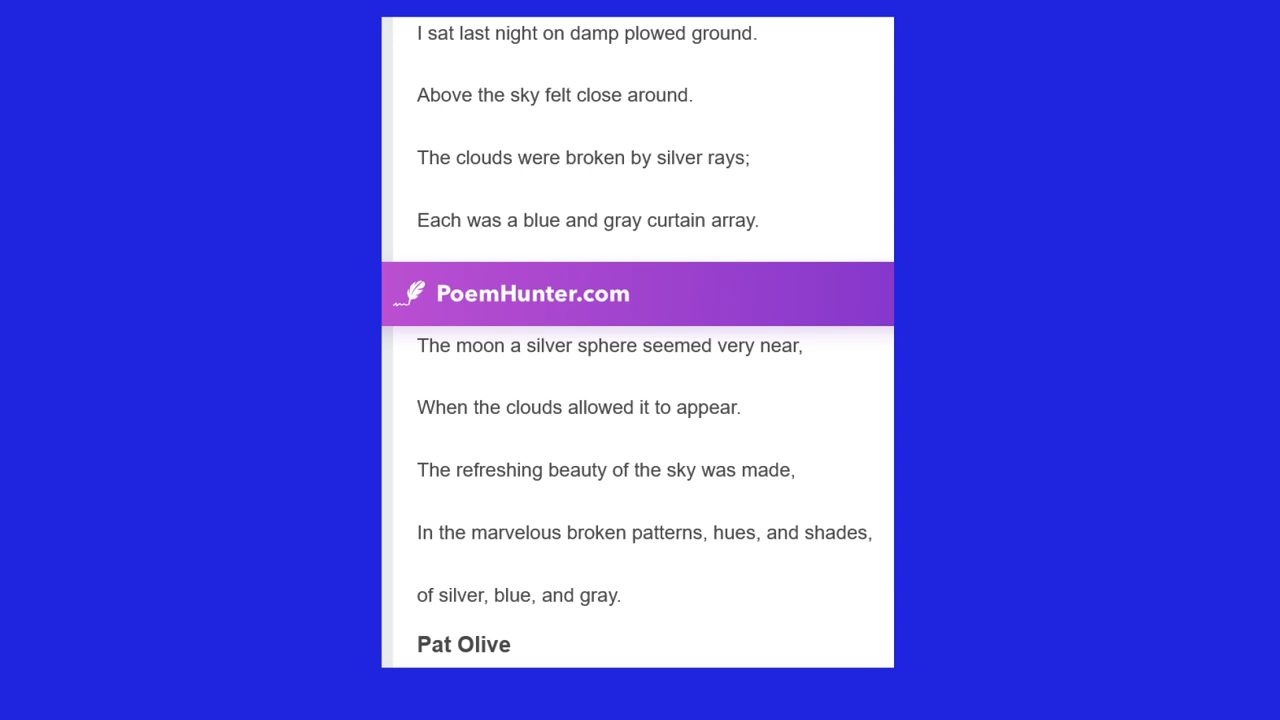 I sat last night on damp plowed ground.
Above the sky felt close around.
The clouds were broken by silver rays;
Each was a blue and gray curtain array.
PoemHunter.com
The moon a silver sphere seemed very near,
When the clouds allowed it to appear.
The refreshing beauty of the sky was made,
In the marvelous broken patterns, hues, and shades,
of silver, blue, and gray.
Pat Olive